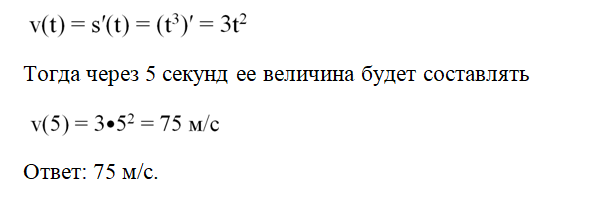 v(t) = s′(t) = (t³)′ = 3t²
Тогда через 5 секунд ее величина будет составлять
v(5) = 3•5² = 75 м/с
Ответ: 75 м/с.